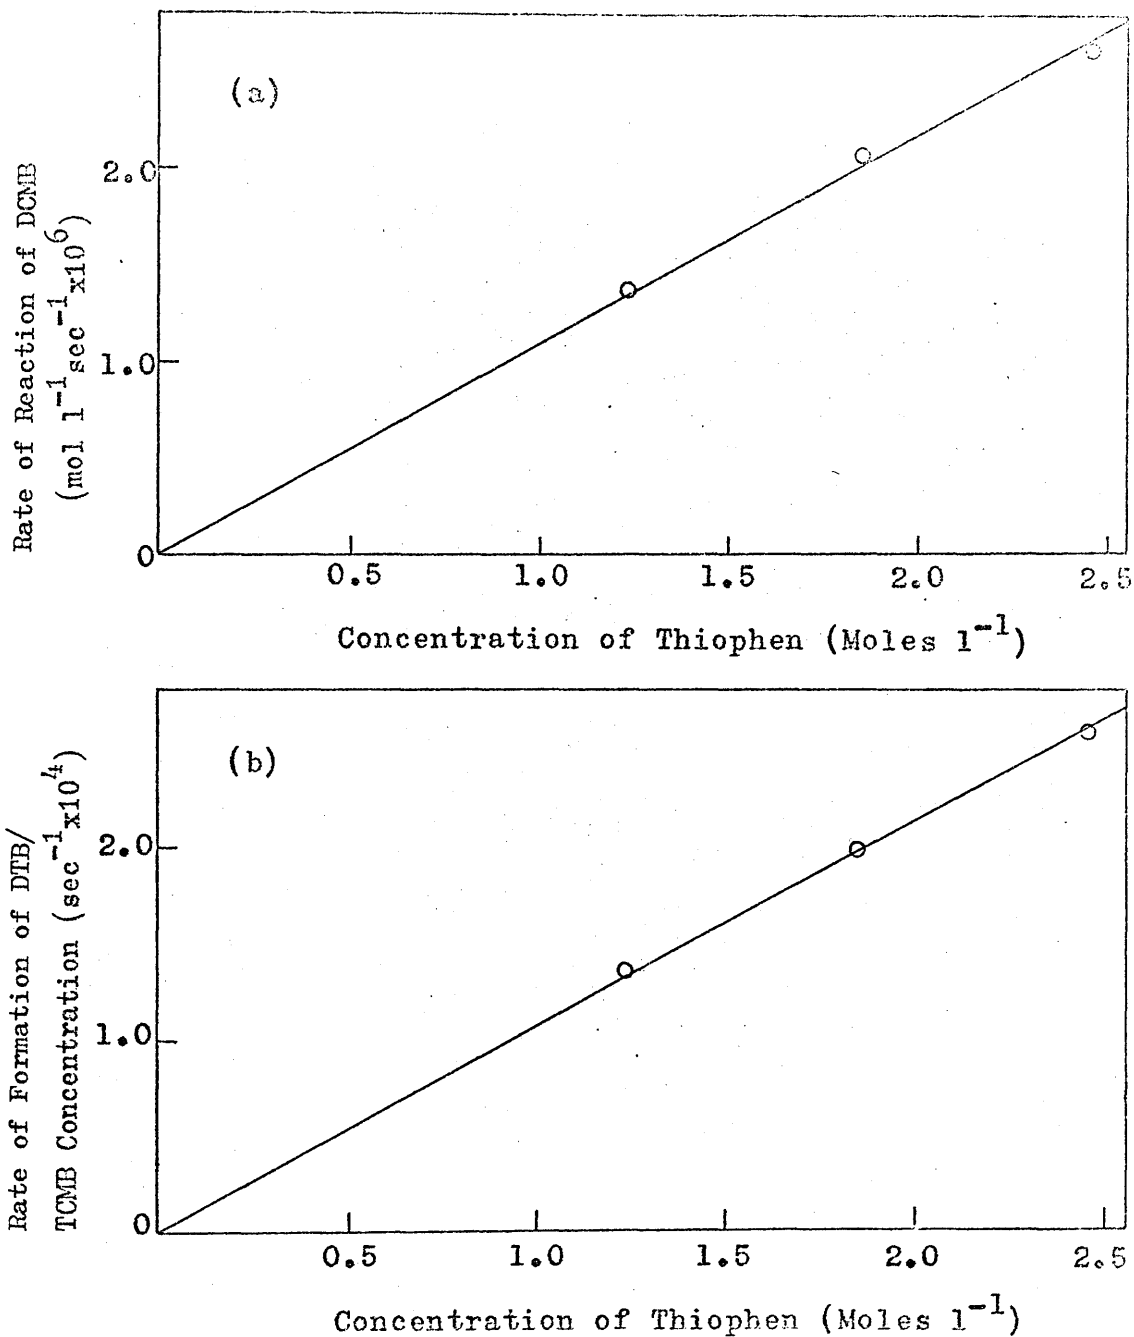 (a)
Rate of Reaction of DCMB
(mol l⁻¹sec⁻¹x10⁶)
2.0
1.0
0
0.5 1.0 1.5 2.0 2.5
Concentration of Thiophen (Moles l⁻¹)
(b)
Rate of Formation of DTB/
TCMB Concentration (sec⁻¹x10⁴)
2.0
1.0
0
0.5 1.0 1.5 2.0 2.5
Concentration of Thiophen (Moles l⁻¹)